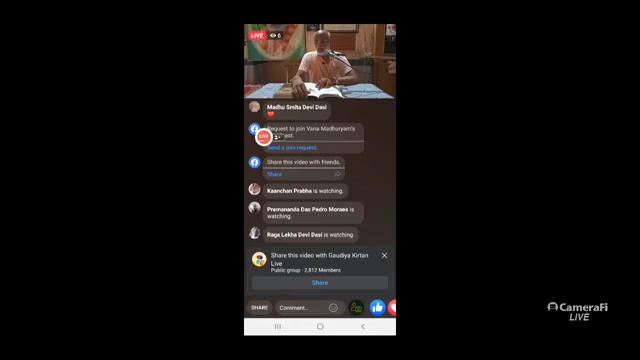 LIVE 6
Madhu Smita Devi Dasi
Request to join Vana Madhuryam's
Send a join request.
LIVE
Share this video with friends.
Share
Kaanchan Prabha is watching.
Premananda Das Pedro Moraes is
watching.
Raga Lekha Devi Dasi is watching.
Share this video with Gaudiya Kirtan
Live
Public group · 2,812 Members
Share
SHARE
Comment...
CameraFi
LIVE